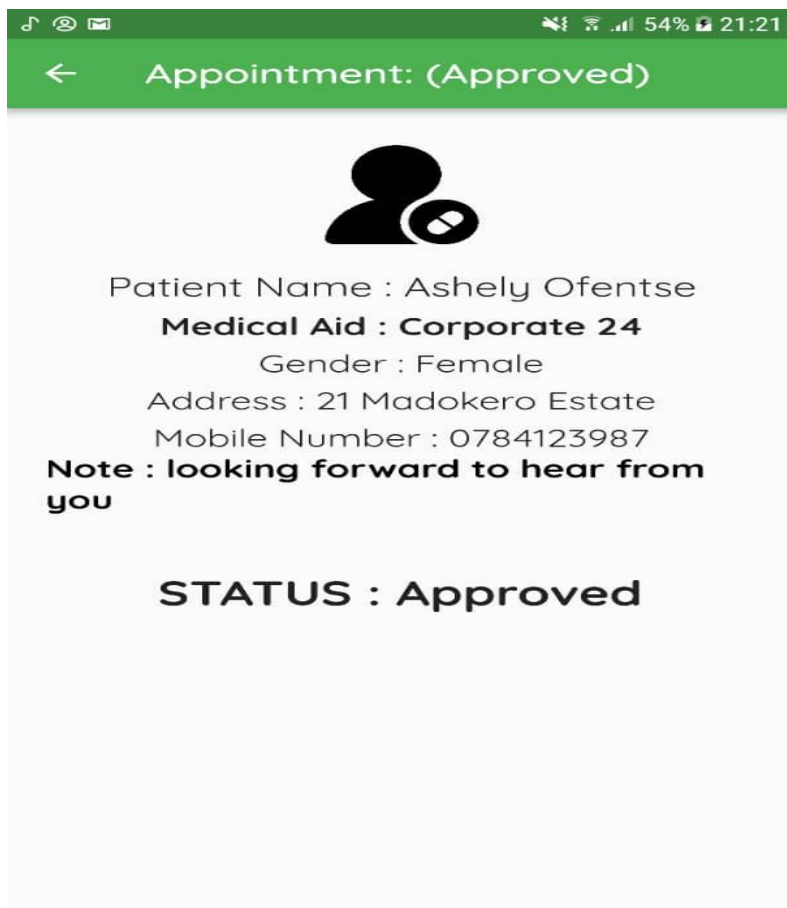 54% 21:21
Appointment: (Approved)
Patient Name : Ashely Ofentse
Medical Aid : Corporate 24
Gender : Female
Address : 21 Madokero Estate
Mobile Number : 0784123987
Note : looking forward to hear from
you
STATUS : Approved